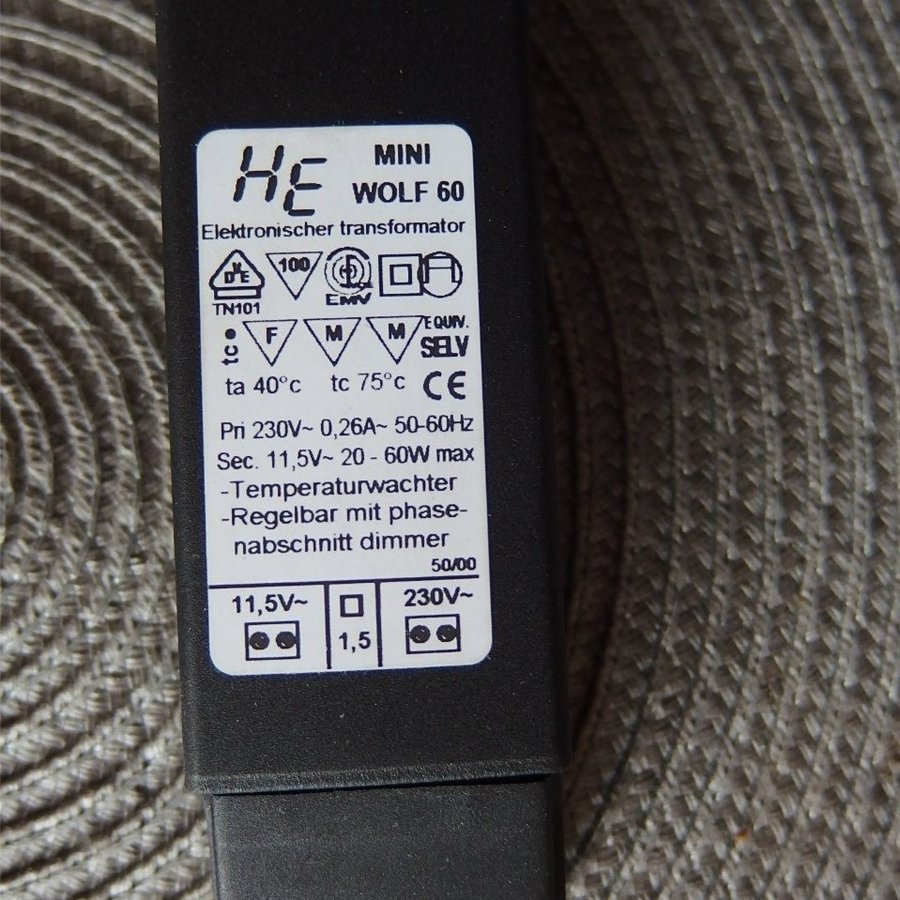 HE MINI
WOLF 60
Elektronischer transformator
VDE 100
TN101 EMV
tc F M M EQUIV.
SELV
ta 40°c tc 75°c CE
Pri 230V~ 0,26A~ 50-60Hz
Sec. 11,5V~ 20 - 60W max
-Temperaturwachter
-Regelbar mit phase-
nabschnitt dimmer
50/00
11,5V~ 230V~
1,5